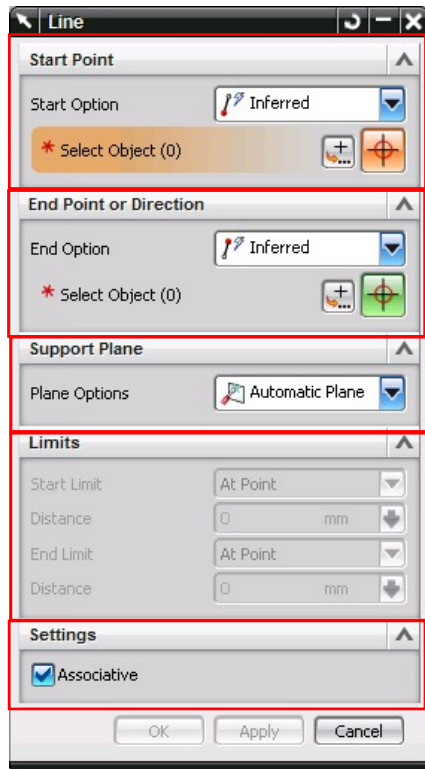 Line
Start Point
Start Option Inferred
* Select Object (0)
End Point or Direction
End Option Inferred
* Select Object (0)
Support Plane
Plane Options Automatic Plane
Limits
Start Limit At Point
Distance 0 mm
End Limit At Point
Distance 0 mm
Settings
Associative
OK Apply Cancel